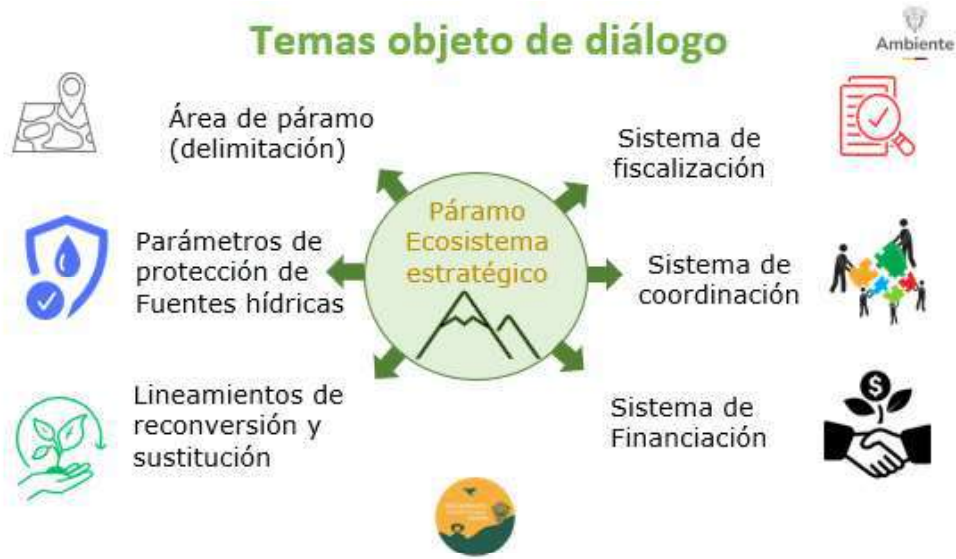 Temas objeto de diálogo
Ambiente
Área de páramo
(delimitación)
Parámetros de
protección de
Fuentes hídricas
Lineamientos de
reconversión y
sustitución
Páramo
Ecosistema
estratégico
Sistema de
fiscalización
Sistema de
coordinación
Sistema de
Financiación
$